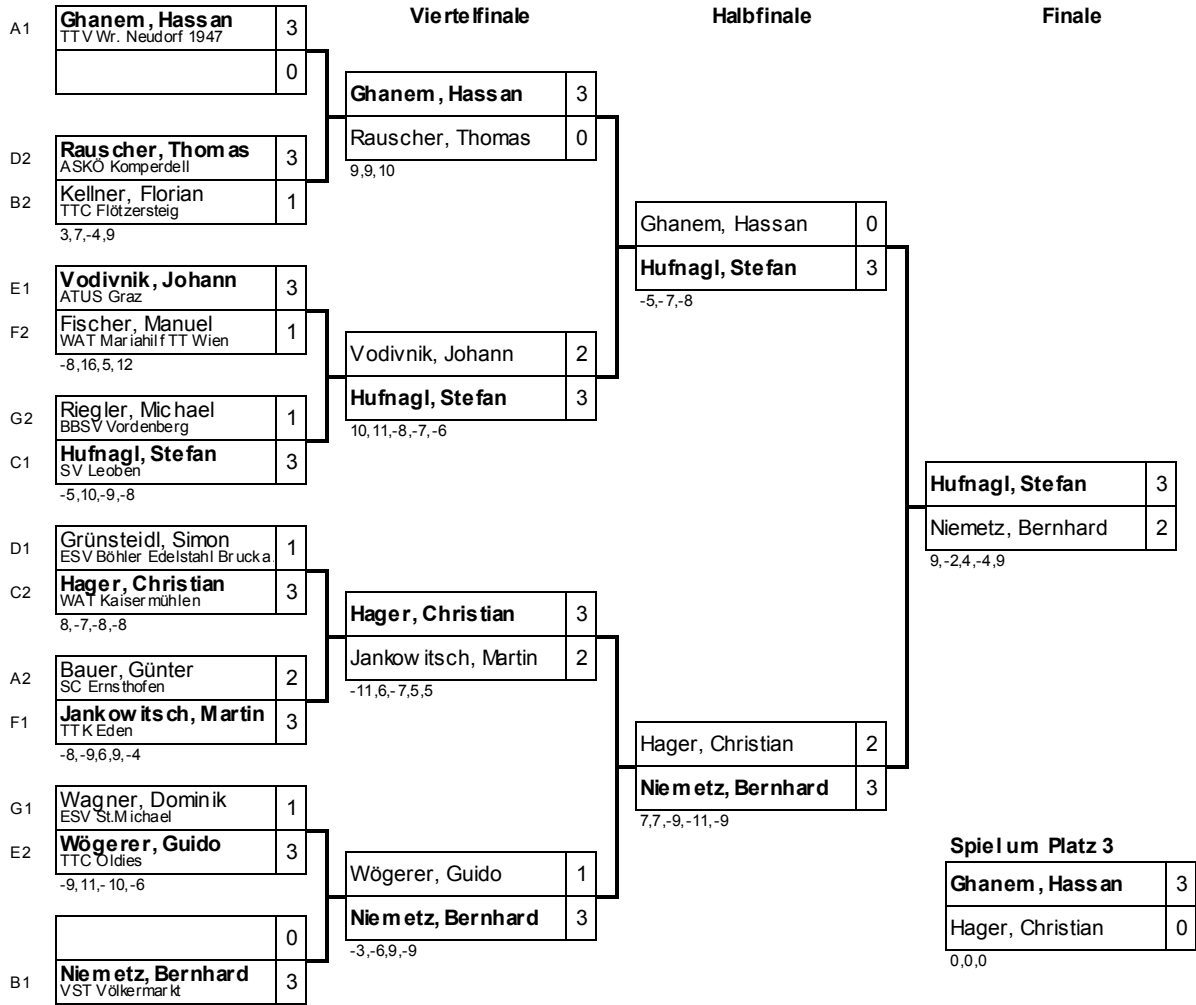 Viertelfinale
Halbfinale
Finale
A1
Ghanem, Hassan
TTV Wr. Neudorf 1947
3
0
D2
Rauscher, Thomas
ASKÖ Komperdell
3
B2
Kellner, Florian
TTC Flötzersteig
1
3,7,-4,9
E1
Vodivnik, Johann
ATUS Graz
3
F2
Fischer, Manuel
WAT Mariahilf TT Wien
1
-8,16,5,12
G2
Riegler, Michael
BBSV Vordenberg
1
C1
Hufnagl, Stefan
SV Leoben
3
-5,10,-9,-8
D1
Grünsteidl, Simon
ESV Böhler Edelstahl Bruck a.
1
C2
Hager, Christian
WAT Kaisermühlen
3
8,-7,-8,-8
A2
Bauer, Günter
SC Ernsthofen
2
F1
Jankowitsch, Martin
TTK Eden
3
-8,-9,6,9,-4
G1
Wagner, Dominik
ESV St.Michael
1
E2
Wögerer, Guido
TTC Oldies
3
-9,11,-10,-6
0
B1
Niemetz, Bernhard
VST Völkermarkt
3
Ghanem, Hassan 3
Rauscher, Thomas 0
9,9,10
Vodivnik, Johann 2
Hufnagl, Stefan 3
10,11,-8,-7,-6
Hager, Christian 3
Jankowitsch, Martin 2
-11,6,-7,5,5
Wögerer, Guido 1
Niemetz, Bernhard 3
-3,-6,9,-9
Ghanem, Hassan 0
Hufnagl, Stefan 3
-5,-7,-8
Hager, Christian 2
Niemetz, Bernhard 3
7,7,-9,-11,-9
Hufnagl, Stefan 3
Niemetz, Bernhard 2
9,-2,4,-4,9
Spiel um Platz 3
Ghanem, Hassan 3
Hager, Christian 0
0,0,0